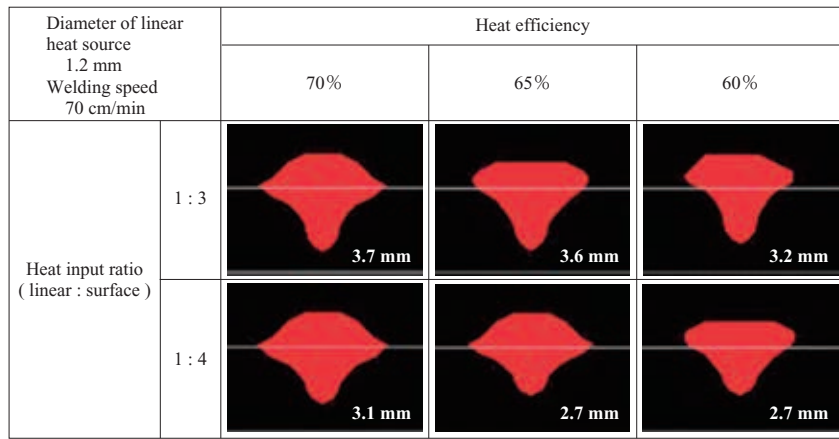 Diameter of linear
heat source
1.2 mm
Welding speed
70 cm/min
Heat efficiency
70%
65%
60%
Heat input ratio
( linear : surface )
1 : 3
3.7 mm
3.6 mm
3.2 mm
1 : 4
3.1 mm
2.7 mm
2.7 mm